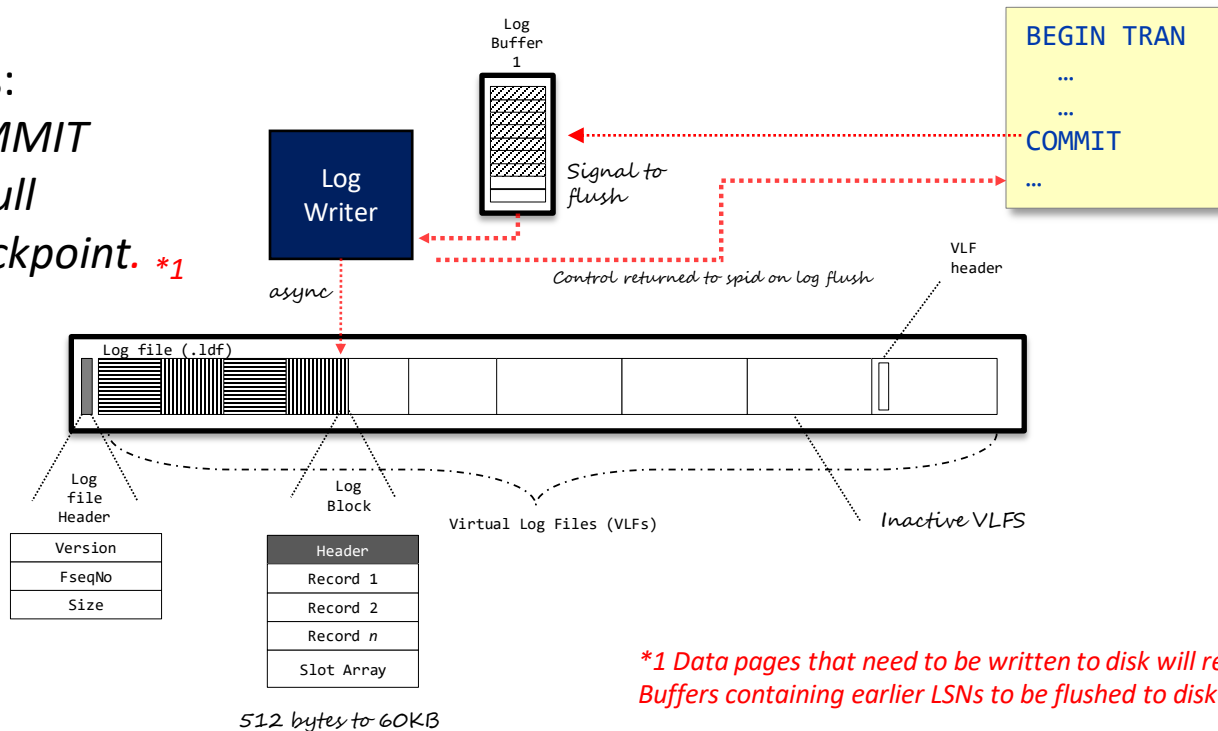 s:
MMIT
ull
ckpoint. *1
Log
Buffer
1
BEGIN TRAN
…
…
COMMIT
…
Log
Writer
Signal to
flush
async
Control returned to spid on log flush
VLF
header
Log file (.ldf)
Log
file
Header
Version
FseqNo
Size
Log
Block
Header
Record 1
Record 2
Record n
Slot Array
512 bytes to 60KB
Virtual Log Files (VLFs)
Inactive VLFS
*1 Data pages that need to be written to disk will re
Buffers containing earlier LSNs to be flushed to disk